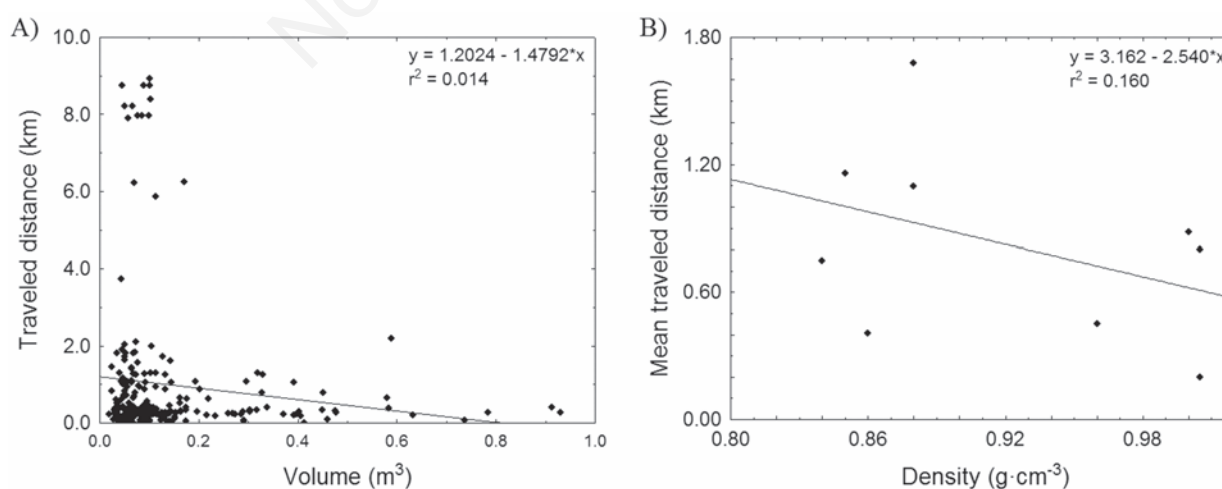 A)
y = 1.2024 - 1.4792*x
r² = 0.014
10.0
8.0
6.0
4.0
2.0
0.0
Traveled distance (km)
0.0 0.2 0.4 0.6 0.8 1.0
Volume (m³)
B)
y = 3.162 - 2.540*x
r² = 0.160
1.80
1.20
0.60
0.00
Mean traveled distance (km)
0.80 0.86 0.92 0.98
Density (g·cm⁻³)